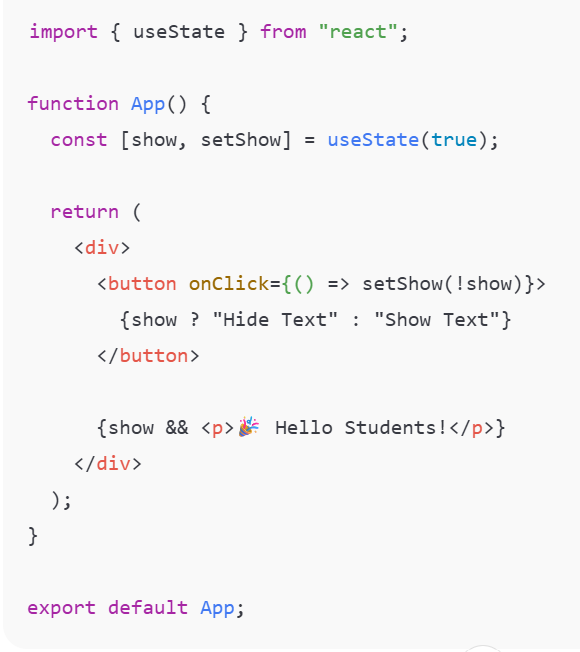 import { useState } from "react";
function App() {
const [show, setShow] = useState(true);
return (
<div>
<button onClick={() => setShow(!show)}>
{show ? "Hide Text" : "Show Text"}
</button>
{show && <p>🎉 Hello Students!</p>}
</div>
);
}
export default App;